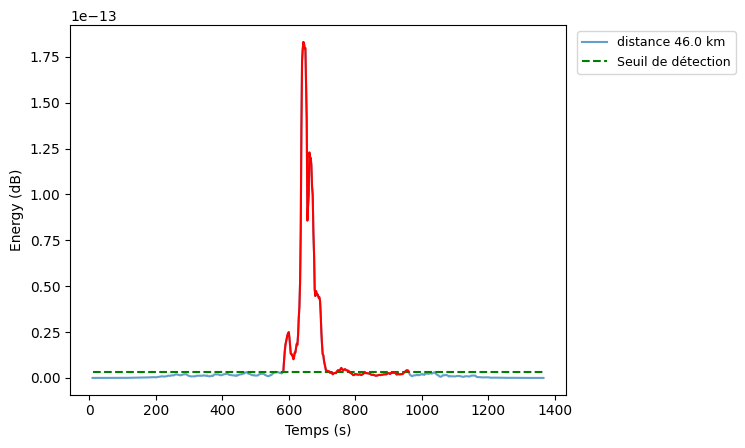 1e−13
distance 46.0 km
Seuil de détection
1.75
1.50
1.25
1.00
0.75
0.50
0.25
0.00
Energy (dB)
0 200 400 600 800 1000 1200 1400
Temps (s)